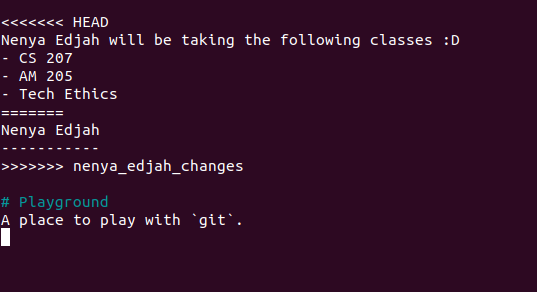 <<<<<<< HEAD
Nenya Edjah will be taking the following classes :D
- CS 207
- AM 205
- Tech Ethics
=======
Nenya Edjah
-----------
>>>>>>> nenya_edjah_changes
# Playground
A place to play with `git`.